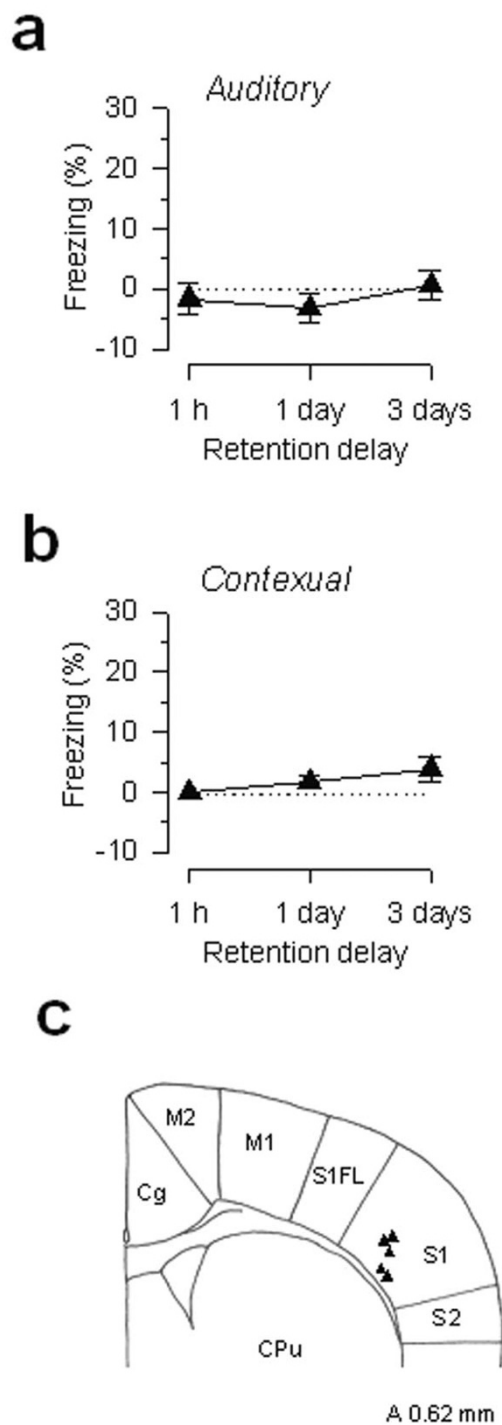 a
Auditory
Freezing (%)
30
20
10
0
-10
1 h 1 day 3 days
Retention delay
b
Contexual
Freezing (%)
30
20
10
0
-10
1 h 1 day 3 days
Retention delay
c
M2
M1
S1FL
Cg
S1
S2
CPu
A 0.62 mm